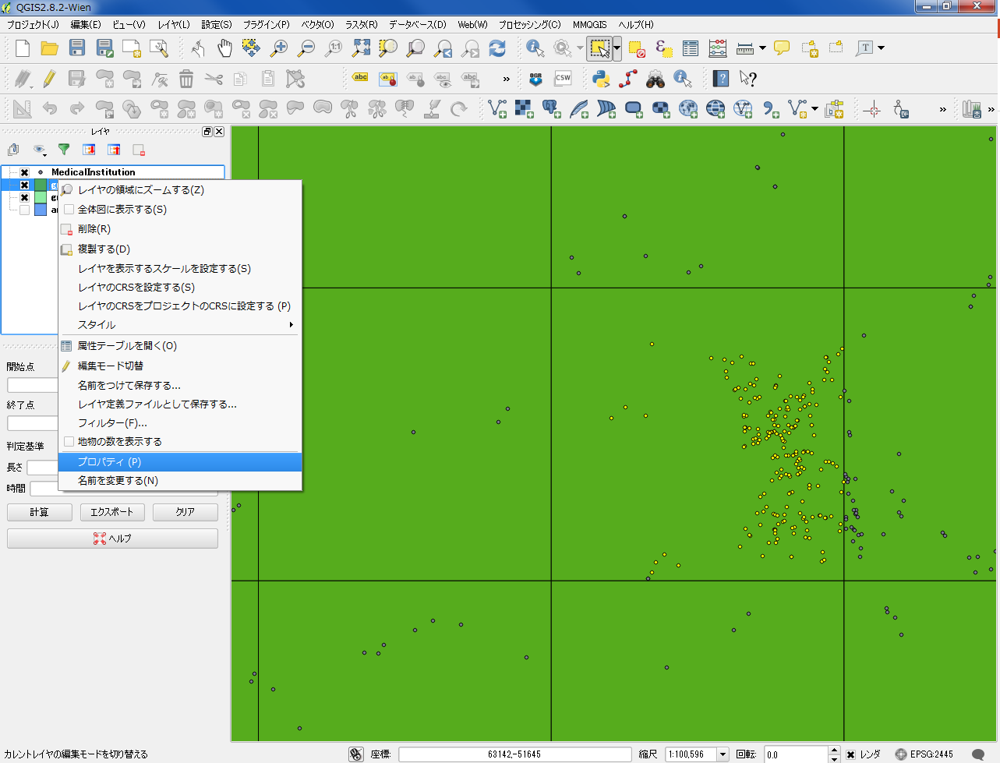 QGIS2.8.2-Wien
プロジェクト(J) 編集(E) ビュー(V) レイヤ(L) 設定(S) プラグイン(P) ベクタ(O) ラスタ(R) データベース(D) Web(W) プロセッシング(C) MMQGIS ヘルプ(H)
レイヤ
MedicalInstitution
レイヤの領域にズームする(Z)
全体図に表示する(S)
削除(R)
複製する(D)
レイヤを表示するスケールを設定する(S)
レイヤのCRSを設定する(S)
レイヤのCRSをプロジェクトのCRSに設定する (P)
スタイル
属性テーブルを開く(O)
編集モード切替
名前をつけて保存する...
レイヤ定義ファイルとして保存する...
フィルター(F)...
地物の数を表示する
プロパティ (P)
名前を変更する(N)
開始点
終了点
判定基準
長さ
時間
計算 エクスポート クリア
ヘルプ
カレントレイヤの編集モードを切り替える 座標: 63142,-51645 縮尺 1:100,596 回転: 0.0 レンダ EPSG:2445